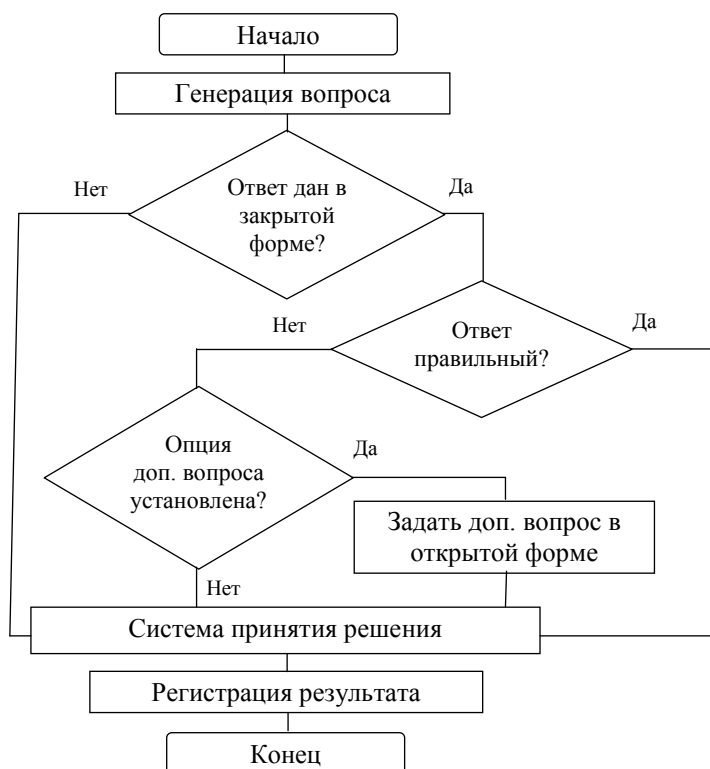 Начало
Генерация вопроса
Нет
Ответ дан в
закрытой
форме?
Да
Нет
Ответ
правильный?
Да
Опция
доп. вопроса
установлена?
Да
Задать доп. вопрос в
открытой форме
Нет
Система принятия решения
Регистрация результата
Конец